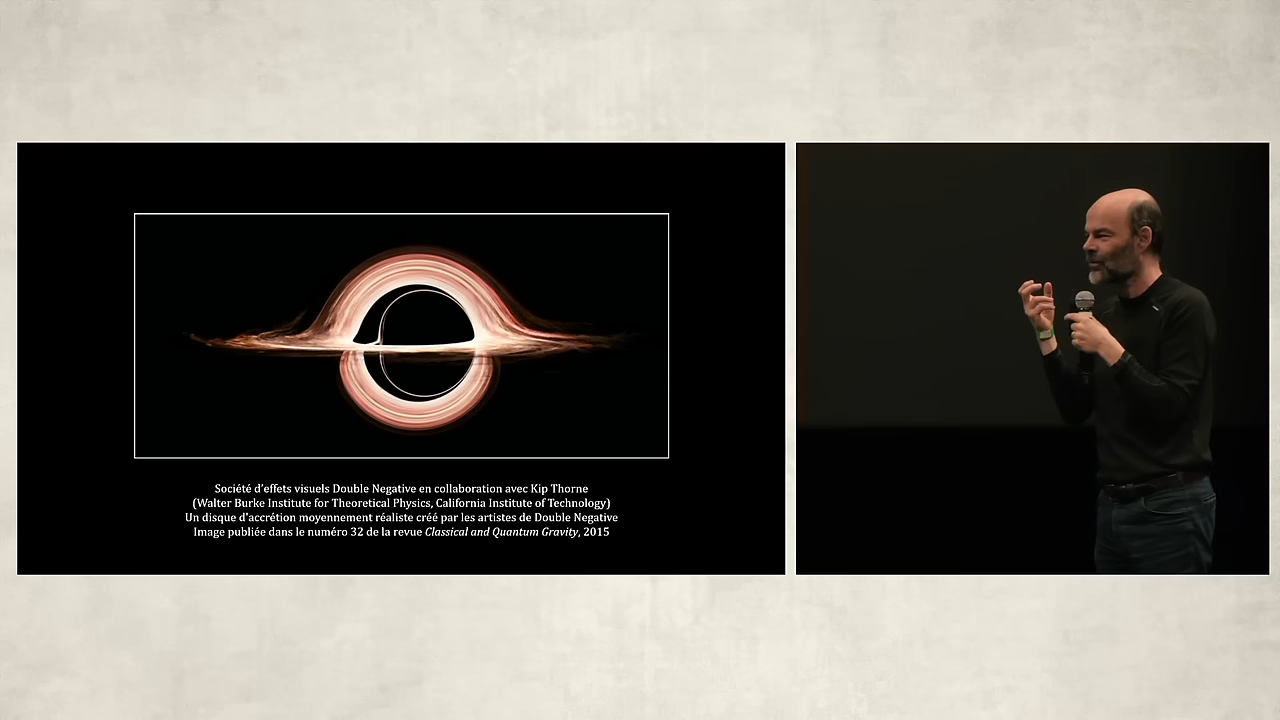 Société d'effets visuels Double Negative en collaboration avec Kip Thorne
(Walter Burke Institute for Theoretical Physics, California Institute of Technology)
Un disque d'accrétion moyennement réaliste créé par les artistes de Double Negative
Image publiée dans le numéro 32 de la revue Classical and Quantum Gravity, 2015